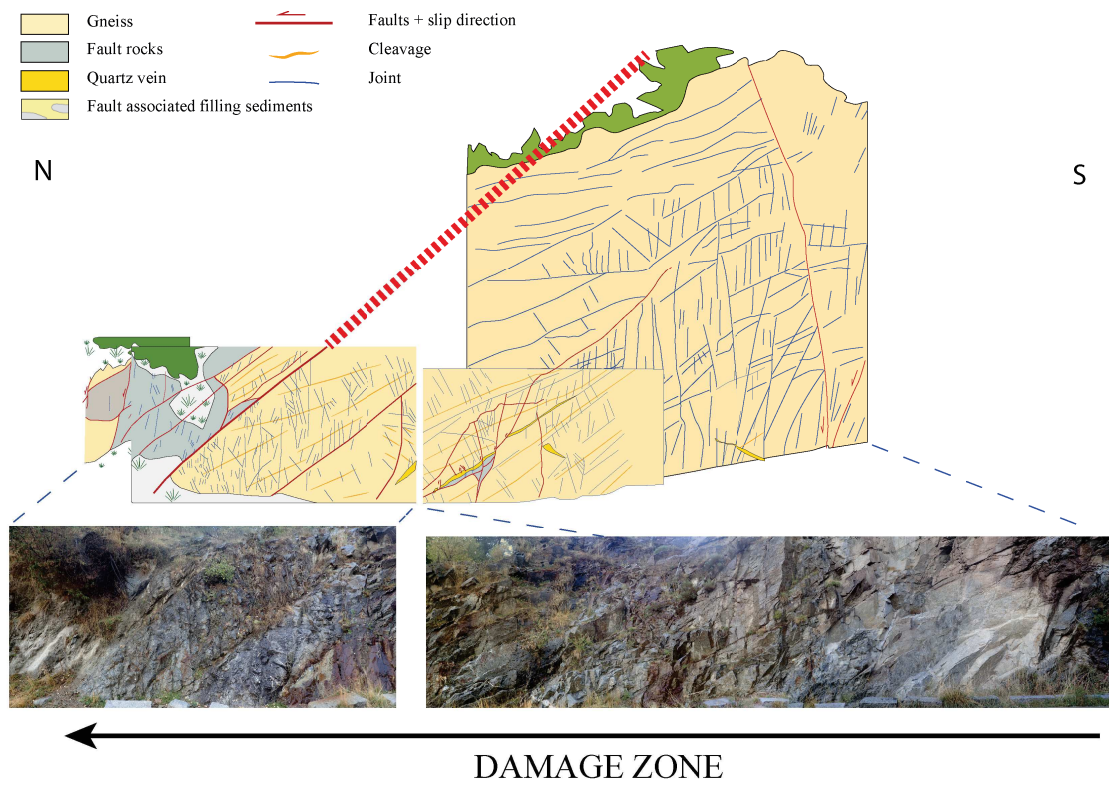 Gneiss
Fault rocks
Quartz vein
Fault associated filling sediments
Faults + slip direction
Cleavage
Joint
N
S
DAMAGE ZONE